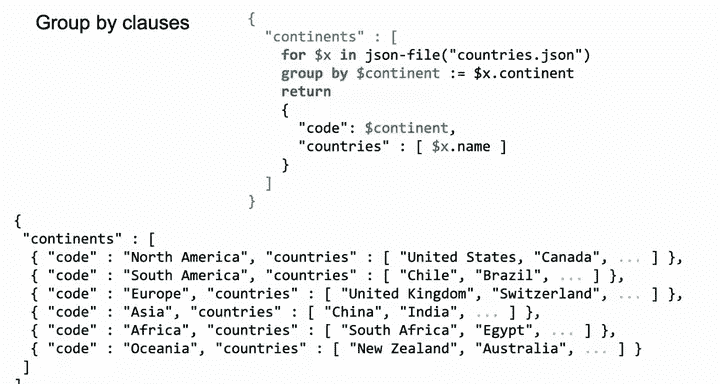 Group by clauses
{
"continents" : [
for $x in json-file("countries.json")
group by $continent := $x.continent
return
{
"code": $continent,
"countries" : [ $x.name ]
}
]
}
{
"continents" : [
{ "code" : "North America", "countries" : [ "United States, "Canada", ... ] },
{ "code" : "South America", "countries" : [ "Chile", "Brazil", ... ] },
{ "code" : "Europe", "countries" : [ "United Kingdom", "Switzerland", ... ] },
{ "code" : "Asia", "countries" : [ "China", "India", ... ] },
{ "code" : "Africa", "countries" : [ "South Africa", "Egypt", ... ] },
{ "code" : "Oceania", "countries" : [ "New Zealand", "Australia", ... ] }
]